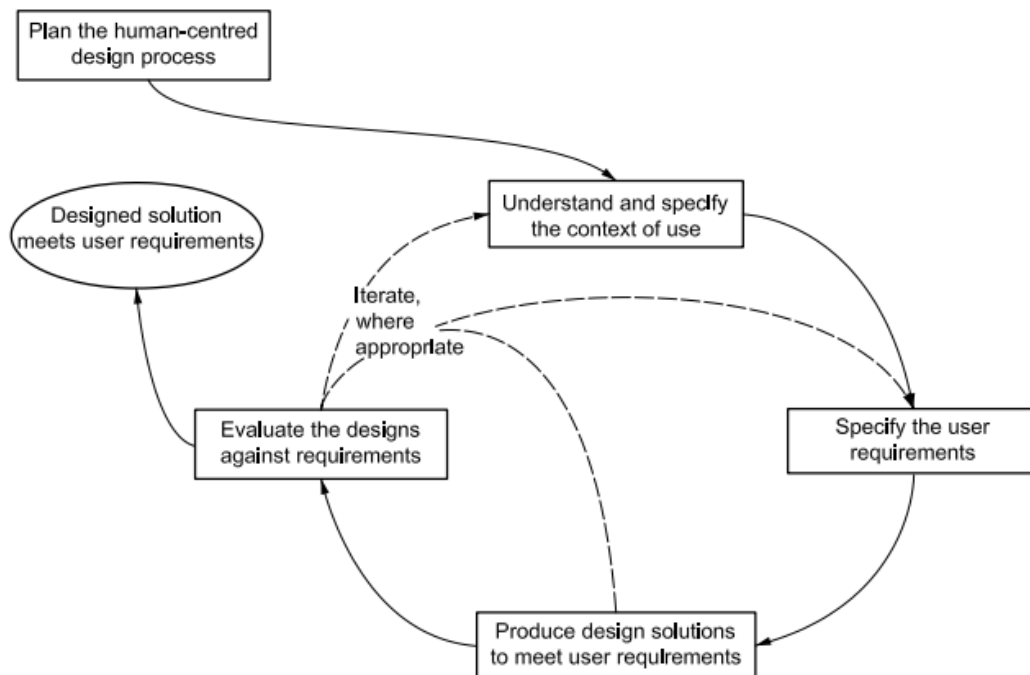 Plan the human-centred
design process
Understand and specify
the context of use
Designed solution
meets user requirements
Iterate,
where
appropriate
Evaluate the designs
against requirements
Specify the user
requirements
Produce design solutions
to meet user requirements